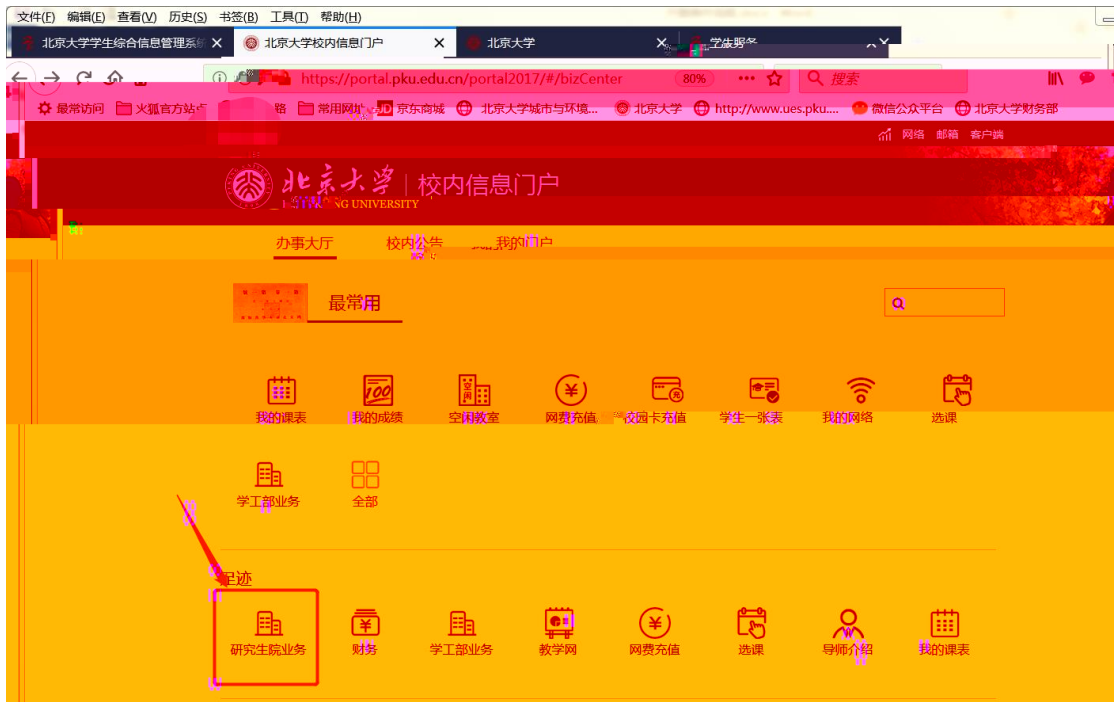 文件(F) 编辑(E) 查看(V) 历史(S) 书签(B) 工具(T) 帮助(H)
北京大学学生综合信息管理系统 北京大学校内信息门户 北京大学
https://portal.pku.edu.cn/portal2017/#/bizCenter 80% 搜索
最常访问 火狐官方站点 常用网址 JD 京东商城 北京大学城市与环境... 北京大学 http://www.ues.pku.... 微信公众平台 北京大学财务部
网络 邮箱 客户端
北京大学 校内信息门户
办事大厅 校内公告 我的门户
最常用
我的课表 我的成绩 空闲教室 网费充值 校园卡充值 学生一张表 我的网络 选课
学工部业务 全部
足迹
研究生院业务 财务 学工部业务 教学网 网费充值 选课 导师介绍 我的课表